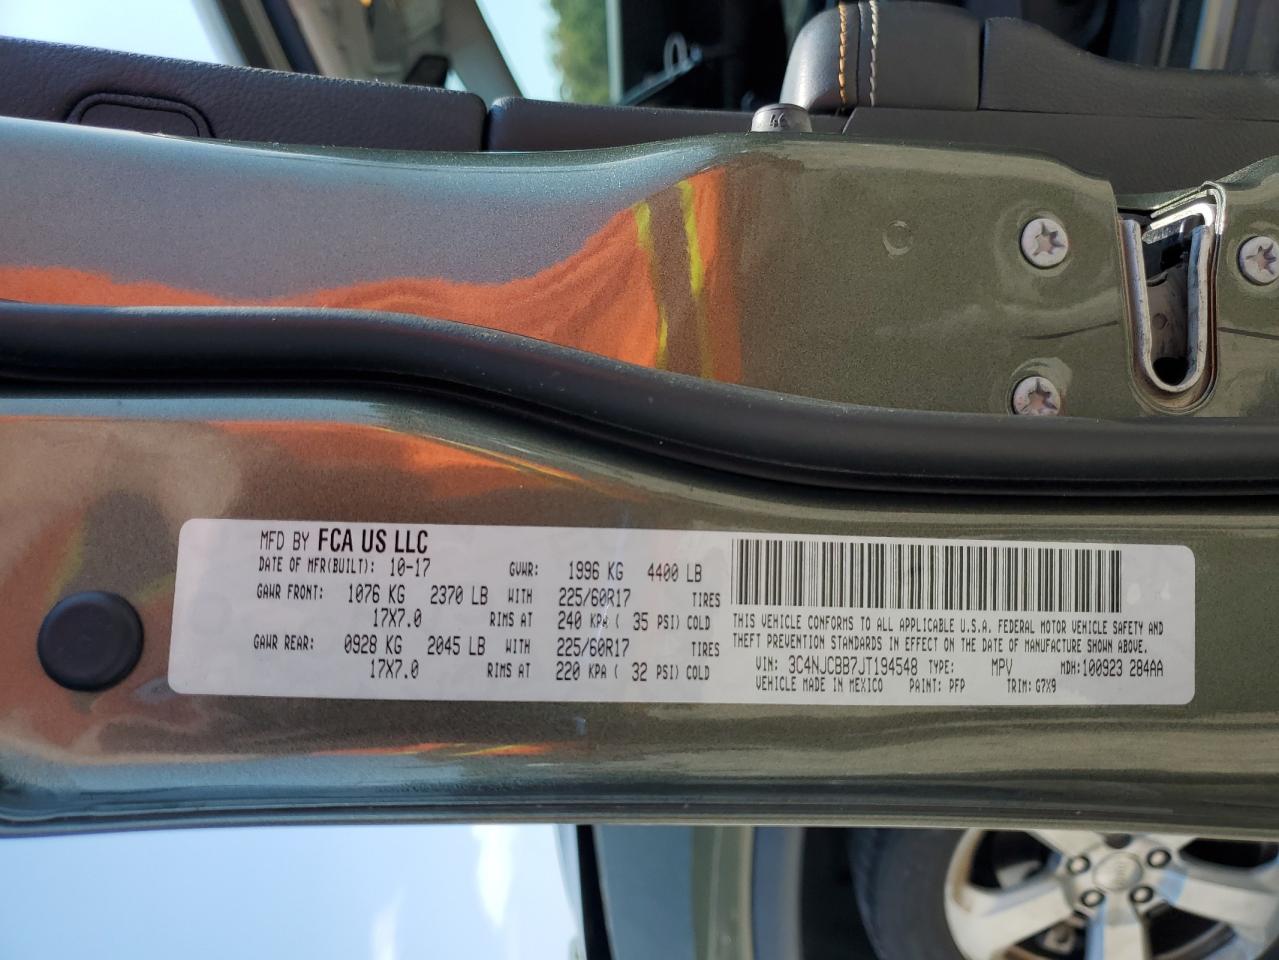 46
MFD BY FCA US LLC
DATE OF MFR(BUILT): 10-17 GVWR: 1996 KG 4400 LB
GAWR FRONT: 1076 KG 2370 LB WITH 225/60R17 TIRES
17X7.0 RIMS AT 240 KPA ( 35 PSI) COLD
GAWR REAR: 0928 KG 2045 LB WITH 225/60R17 TIRES
17X7.0 RIMS AT 220 KPA ( 32 PSI) COLD
THIS VEHICLE CONFORMS TO ALL APPLICABLE U.S.A. FEDERAL MOTOR VEHICLE SAFETY AND
THEFT PREVENTION STANDARDS IN EFFECT ON THE DATE OF MANUFACTURE SHOWN ABOVE.
VIN: 3C4NJCBB7JT194548 TYPE: MPV MDH:100923 284AA
VEHICLE MADE IN MEXICO PAINT: PFP TRIM: G7X9